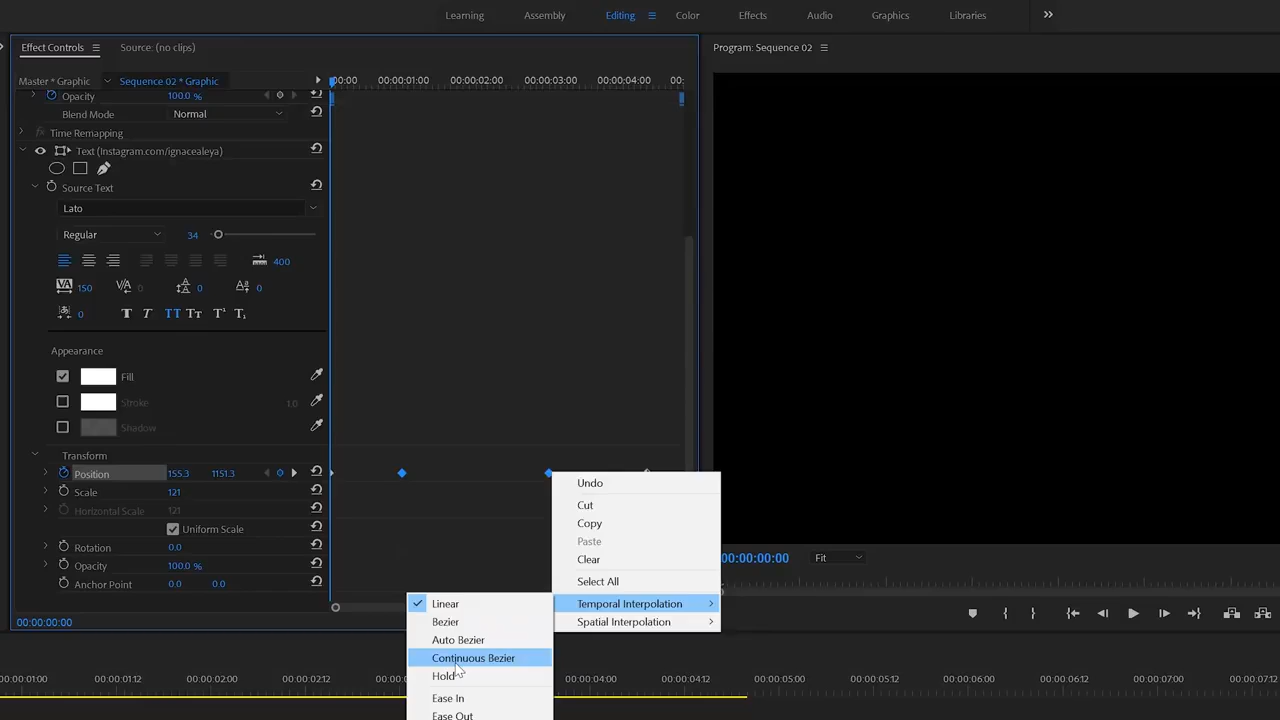 Learning Assembly Editing Color Effects Audio Graphics Libraries
Effect Controls Source: (no clips) Program: Sequence 02
Master * Graphic Sequence 02 * Graphic :00:00 00:00:01:00 00:00:02:00 00:00:03:00 00:00:04:00 00:
Opacity 100.0 %
Blend Mode Normal
fx Time Remapping
Text (Instagram.com/ignacealeya)
Source Text
Lato
Regular 34
400
VA 150 V/A 0 0 Aa 0
0 T T TT Tt T¹ T₁
Appearance
Fill
Stroke 1.0
Shadow
Transform
Position 155.3 1151.3
Scale 121
Horizontal Scale 121
Uniform Scale
Rotation 0.0
Opacity 100.0 %
Anchor Point 0.0 0.0
Undo
Cut
Copy
Paste
Clear
Select All
Temporal Interpolation
Spatial Interpolation
Linear
Bezier
Auto Bezier
Continuous Bezier
Hold
Ease In
Ease Out
00:00:00:00 Fit
00:00:00:00
00:00:01:00 00:00:01:12 00:00:02:00 00:00:02:12 00:00:04:00 00:00:04:12 00:00:05:00 00:00:05:12 00:00:06:00 00:00:06:12 00:00:07:00 00:00:07:12